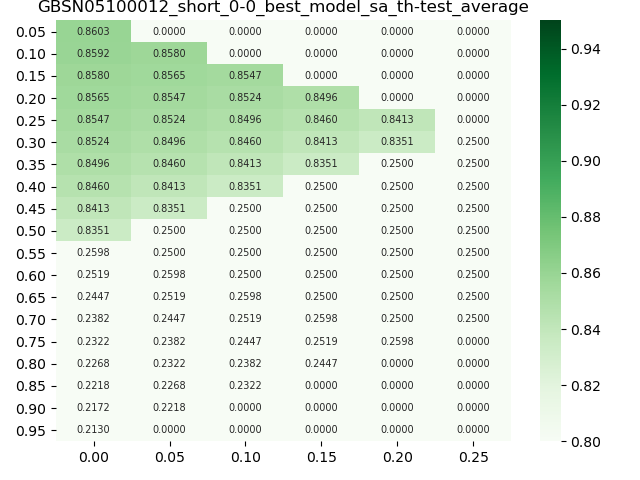 GBSN05100012_short_0-0_best_model_sa_th-test_average
0.05 0.8603 0.0000 0.0000 0.0000 0.0000 0.0000
0.10 0.8592 0.8580 0.0000 0.0000 0.0000 0.0000
0.15 0.8580 0.8565 0.8547 0.0000 0.0000 0.0000
0.20 0.8565 0.8547 0.8524 0.8496 0.0000 0.0000
0.25 0.8547 0.8524 0.8496 0.8460 0.8413 0.0000
0.30 0.8524 0.8496 0.8460 0.8413 0.8351 0.2500
0.35 0.8496 0.8460 0.8413 0.8351 0.2500 0.2500
0.40 0.8460 0.8413 0.8351 0.2500 0.2500 0.2500
0.45 0.8413 0.8351 0.2500 0.2500 0.2500 0.2500
0.50 0.8351 0.2500 0.2500 0.2500 0.2500 0.2500
0.55 0.2598 0.2500 0.2500 0.2500 0.2500 0.2500
0.60 0.2519 0.2598 0.2500 0.2500 0.2500 0.2500
0.65 0.2447 0.2519 0.2598 0.2500 0.2500 0.2500
0.70 0.2382 0.2447 0.2519 0.2598 0.2500 0.2500
0.75 0.2322 0.2382 0.2447 0.2519 0.2598 0.0000
0.80 0.2268 0.2322 0.2382 0.2447 0.0000 0.0000
0.85 0.2218 0.2268 0.2322 0.0000 0.0000 0.0000
0.90 0.2172 0.2218 0.0000 0.0000 0.0000 0.0000
0.95 0.2130 0.0000 0.0000 0.0000 0.0000 0.0000
0.00 0.05 0.10 0.15 0.20 0.25
0.94
0.92
0.90
0.88
0.86
0.84
0.82
0.80